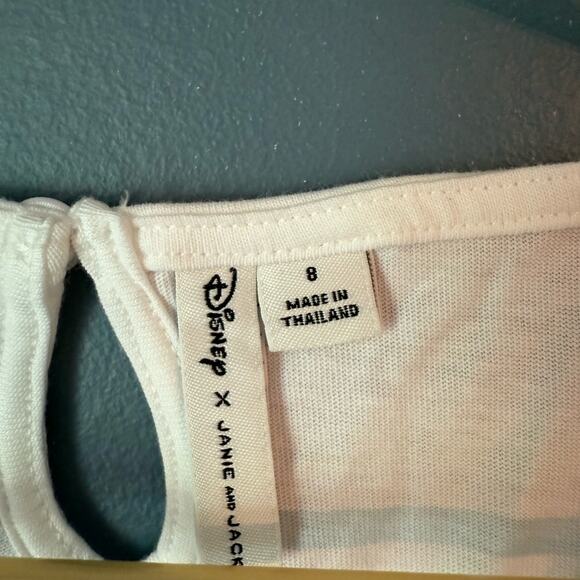 Disney X JANIE AND JACK
8
MADE IN
THAILAND